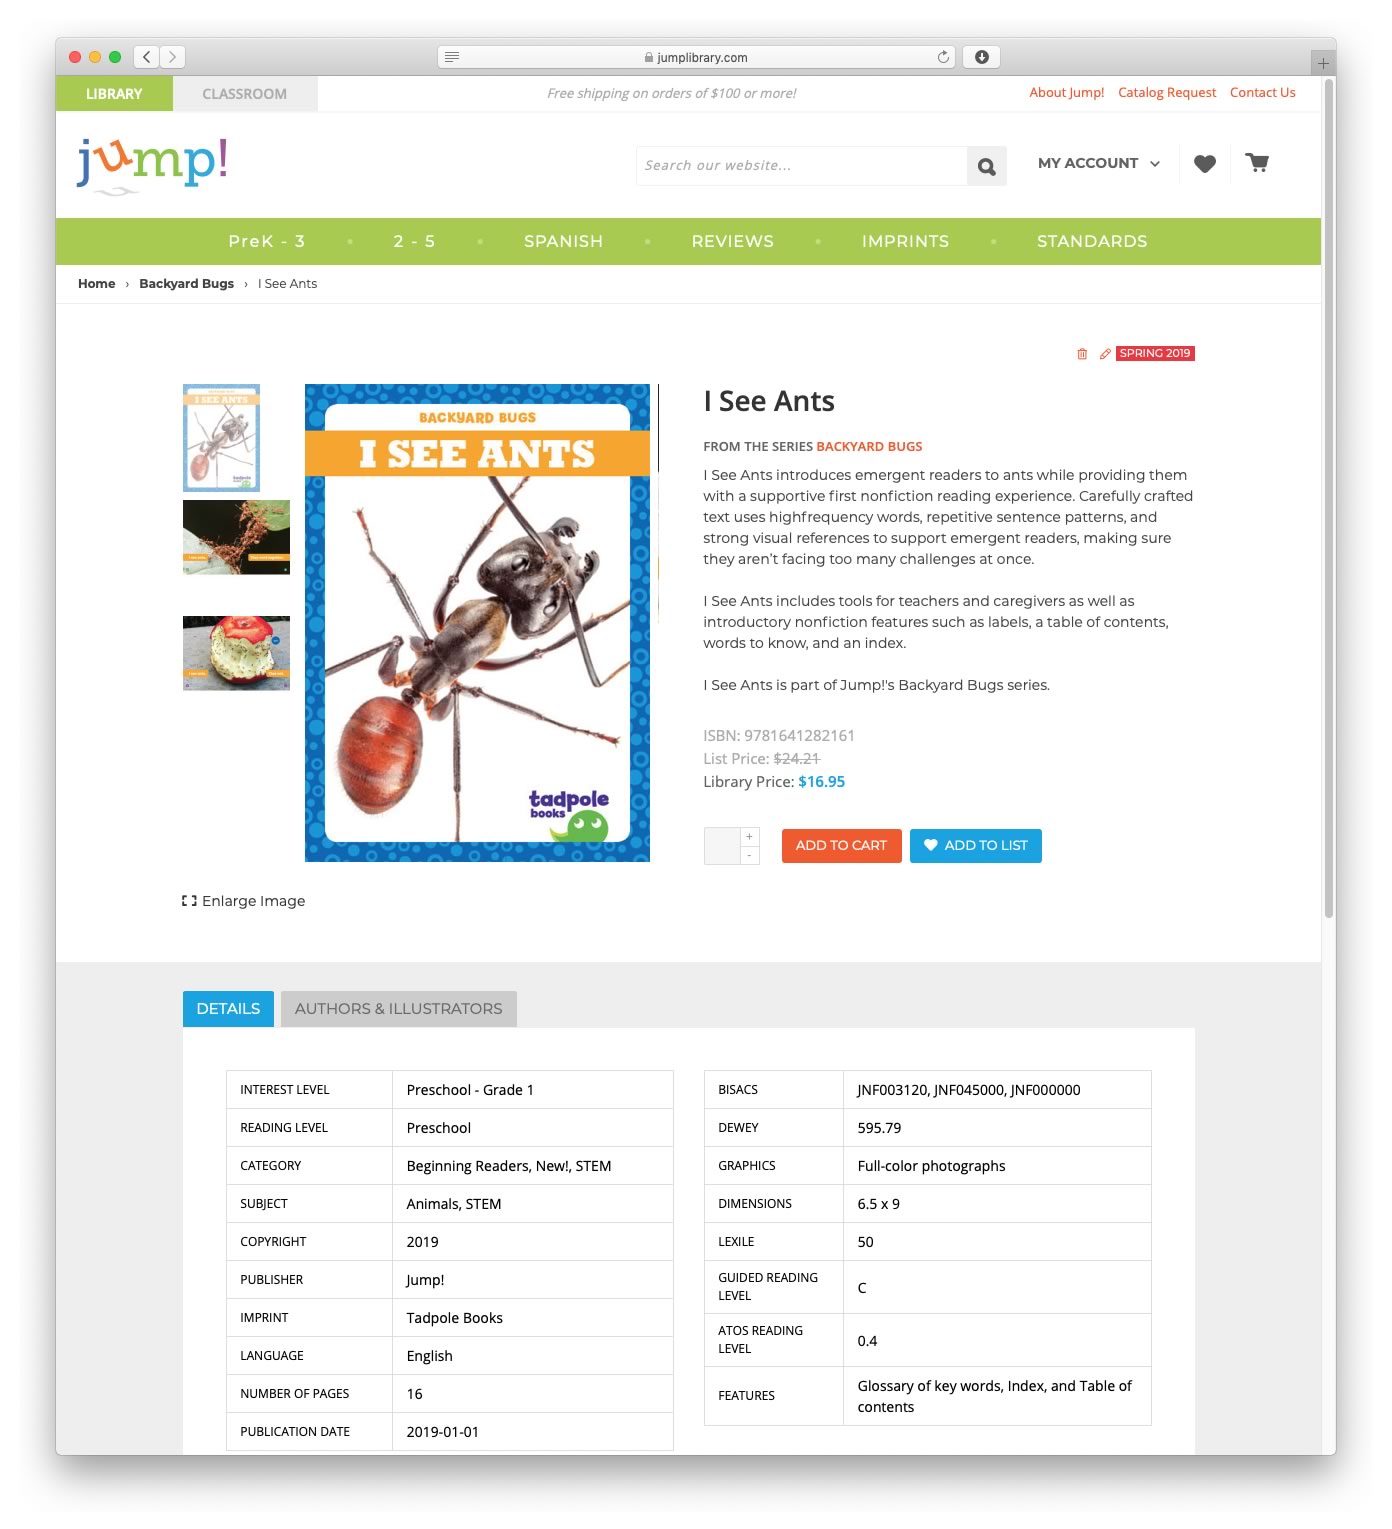 jumplibrary.com
LIBRARY
CLASSROOM
Free shipping on orders of $100 or more!
About Jump! Catalog Request Contact Us
jump!
Search our website...
MY ACCOUNT
PreK - 3 • 2 - 5 • SPANISH • REVIEWS • IMPRINTS • STANDARDS
Home › Backyard Bugs › I See Ants
SPRING 2019
BACKYARD BUGS
I SEE ANTS
tadpole
books
I SEE ANTS
tadpole
Enlarge Image
I See Ants
FROM THE SERIES BACKYARD BUGS
I See Ants introduces emergent readers to ants while providing them
with a supportive first nonfiction reading experience. Carefully crafted
text uses highfrequency words, repetitive sentence patterns, and
strong visual references to support emergent readers, making sure
they aren’t facing too many challenges at once.
I See Ants includes tools for teachers and caregivers as well as
introductory nonfiction features such as labels, a table of contents,
words to know, and an index.
I See Ants is part of Jump!'s Backyard Bugs series.
ISBN: 9781641282161
List Price: $24.21
Library Price: $16.95
+
-
ADD TO CART
ADD TO LIST
DETAILS
AUTHORS & ILLUSTRATORS
INTEREST LEVEL Preschool - Grade 1
READING LEVEL Preschool
CATEGORY Beginning Readers, New!, STEM
SUBJECT Animals, STEM
COPYRIGHT 2019
PUBLISHER Jump!
IMPRINT Tadpole Books
LANGUAGE English
NUMBER OF PAGES 16
PUBLICATION DATE 2019-01-01
BISACS JNF003120, JNF045000, JNF000000
DEWEY 595.79
GRAPHICS Full-color photographs
DIMENSIONS 6.5 x 9
LEXILE 50
GUIDED READING
LEVEL
C
ATOS READING
LEVEL
0.4
FEATURES
Glossary of key words, Index, and Table of
contents